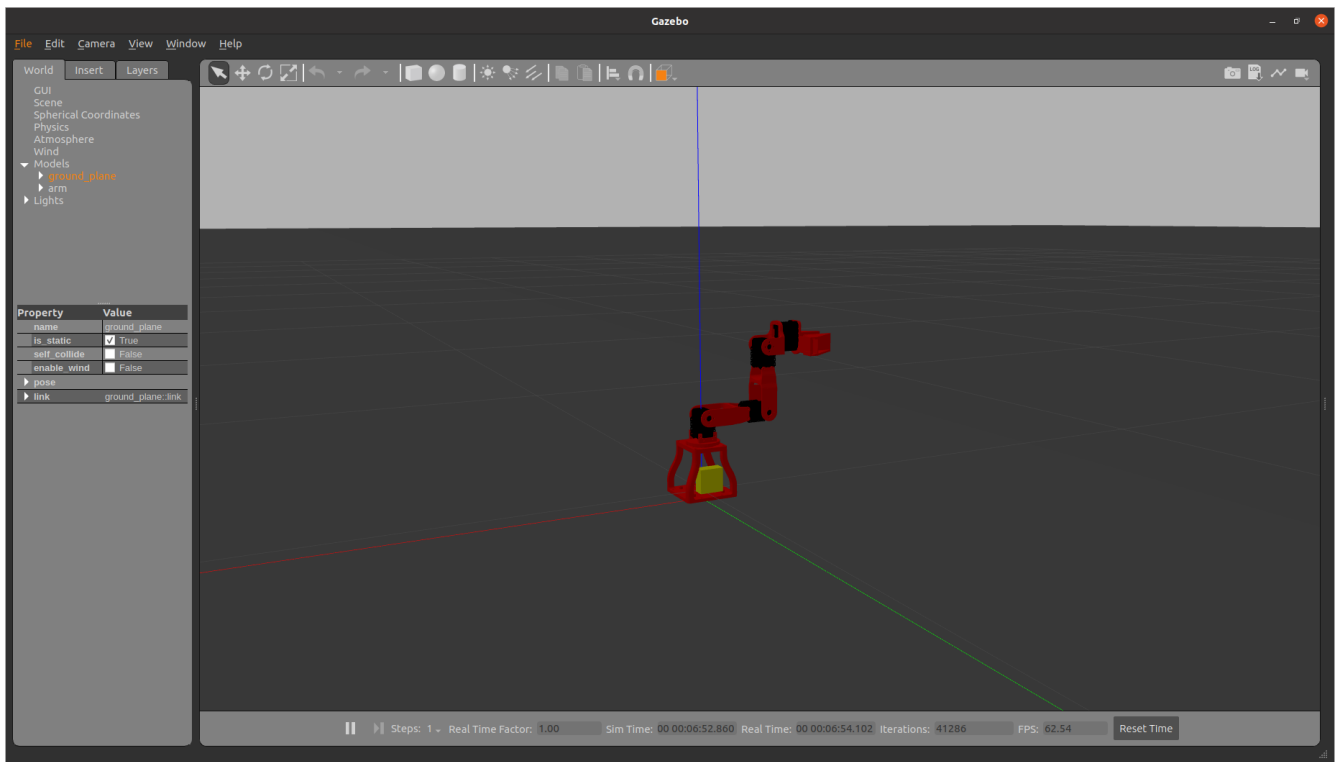 Gazebo
File Edit Camera View Window Help
World Insert Layers
GUI
Scene
Spherical Coordinates
Physics
Atmosphere
Wind
Models
ground_plane
arm
Lights
Property Value
name ground_plane
is_static True
self_collide False
enable_wind False
pose
link ground_plane::link
LOG
Steps: 1 Real Time Factor: 1.00 Sim Time: 00 00:06:52.860 Real Time: 00 00:06:54.102 Iterations: 41286 FPS: 62.54 Reset Time